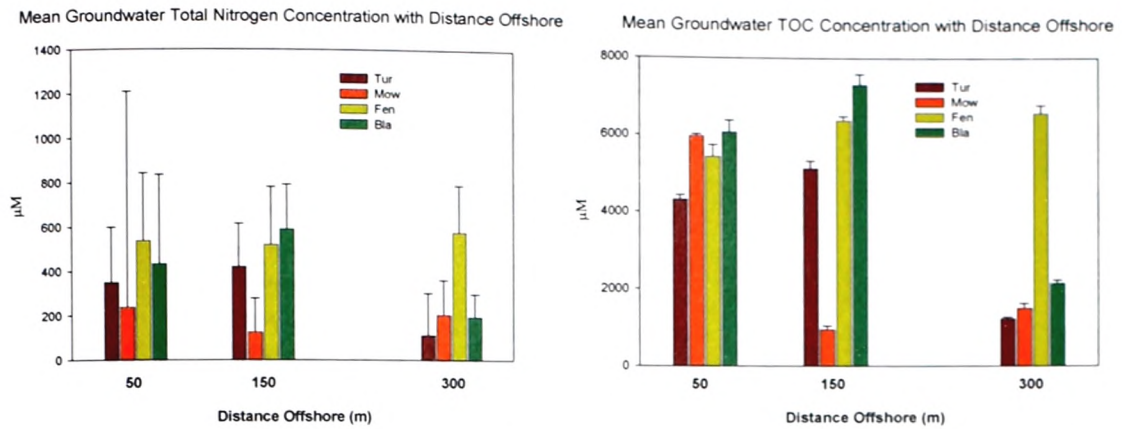 Mean Groundwater Total Nitrogen Concentration with Distance Offshore
1400
1200
1000
800
600
400
200
0
µM
Tur
Mow
Fen
Bla
50
150
300
Distance Offshore (m)
Mean Groundwater TOC Concentration with Distance Offshore
8000
6000
4000
2000
0
µM
Tur
Mow
Fen
Bla
50
150
300
Distance Offshore (m)